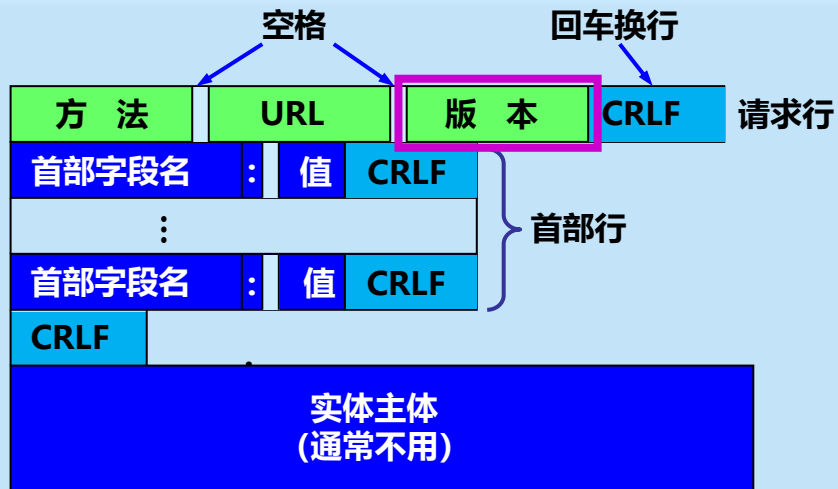 空格 回车换行
方 法 URL 版 本 CRLF 请求行
首部字段名 : 值 CRLF
⋮ 首部行
首部字段名 : 值 CRLF
CRLF
实体主体
(通常不用)